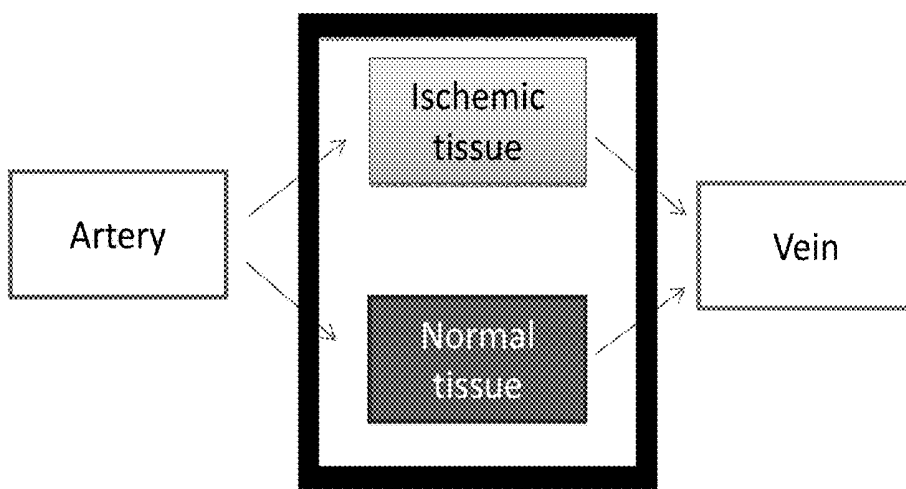 Ischemic
tissue
Artery
Vein
Normal
tissue